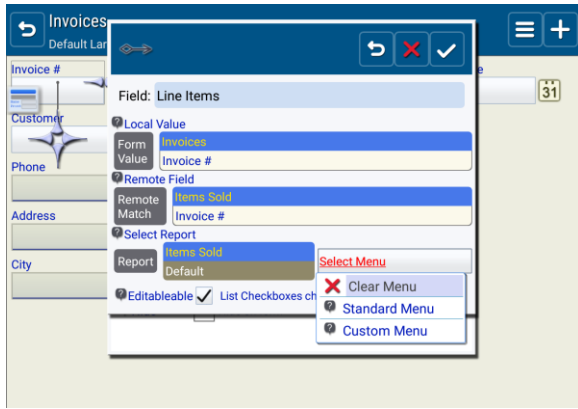 Invoices
Default Lar
Invoice #
31
Customer
Phone
Address
City
Field: Line Items
Local Value
Form Value
Invoices
Invoice #
Remote Field
Remote Match
Items Sold
Invoice #
Select Report
Report
Items Sold
Default
Select Menu
Clear Menu
Standard Menu
Custom Menu
Editableable
List Checkboxes ch